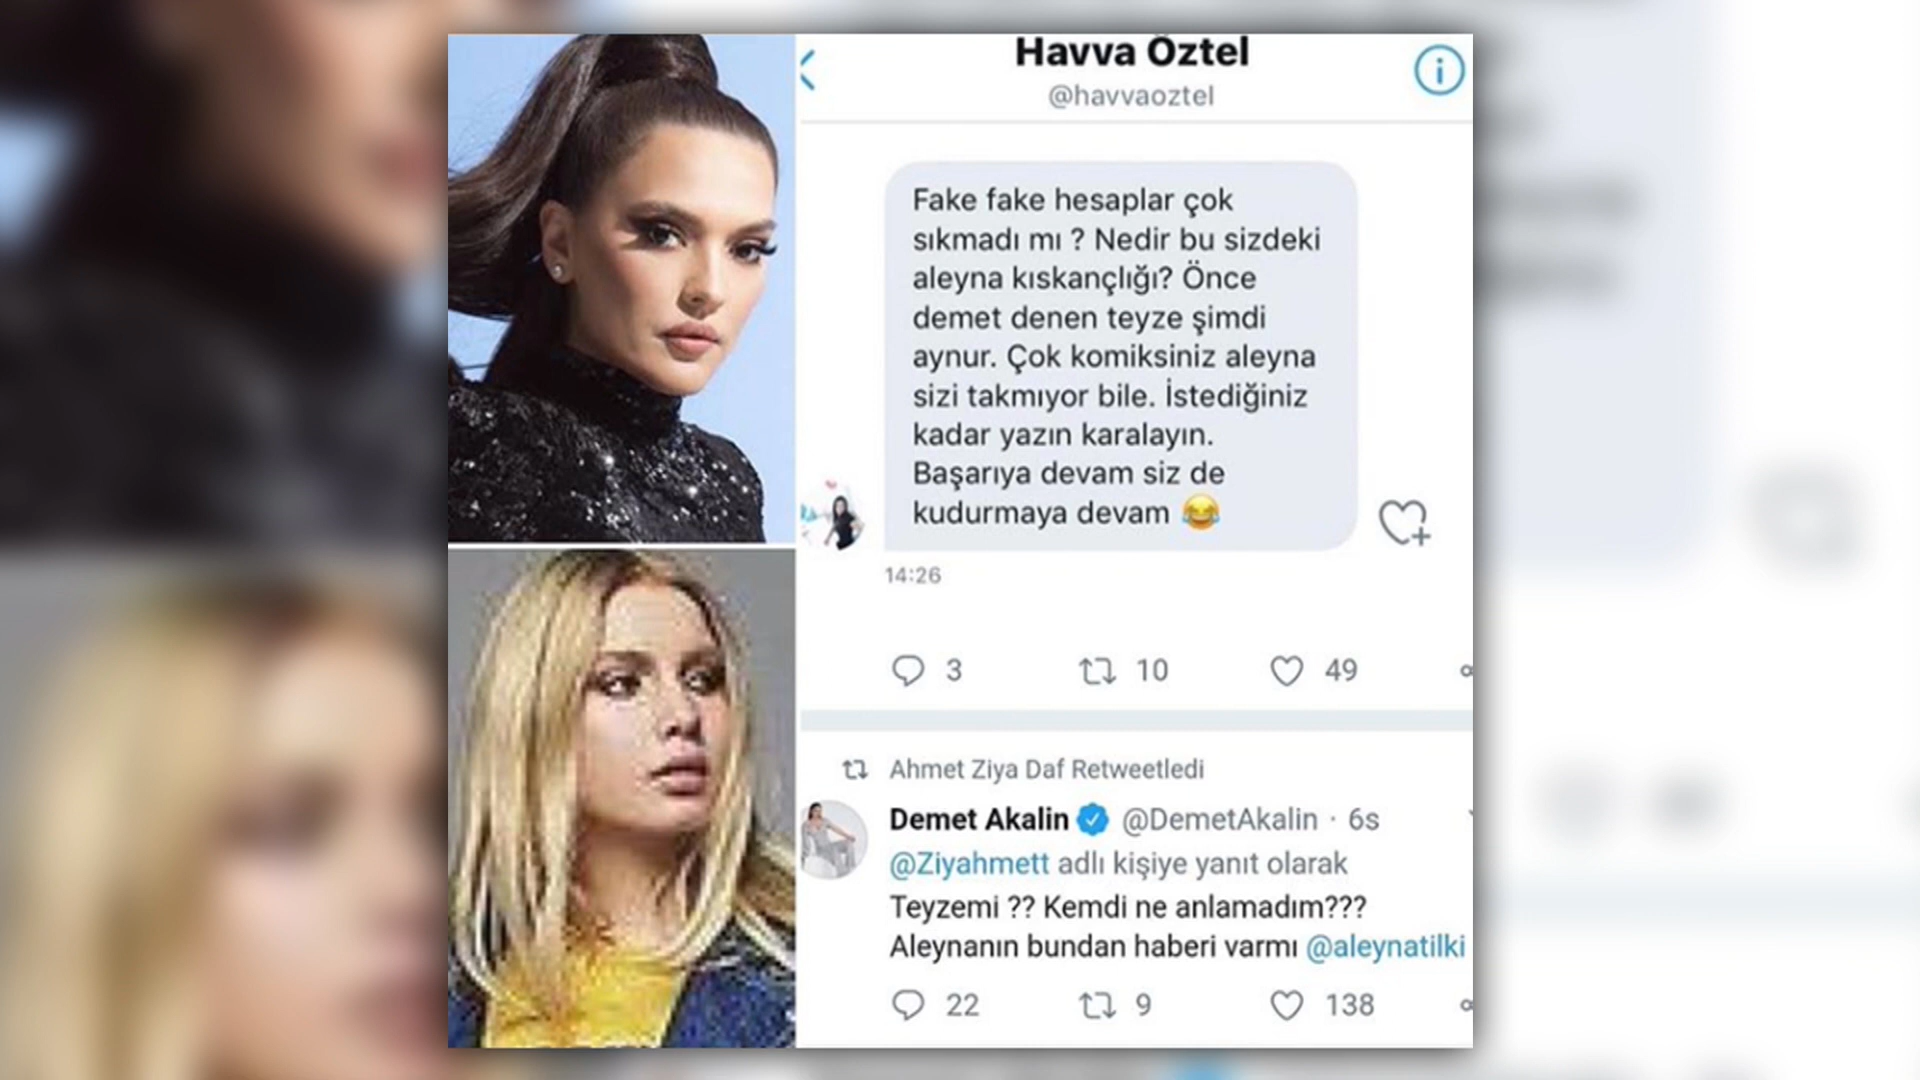 Havva Öztel
@havvaoztel
Fake fake hesaplar çok
sıkmadı mı ? Nedir bu sizdeki
aleyna kıskançlığı? Önce
demet denen teyze şimdi
aynur. Çok komiksiniz aleyna
sizi takmıyor bile. İstediğiniz
kadar yazın karalayın.
Başarıya devam siz de
kudurmaya devam 😂
14:26
3 10 49
Ahmet Ziya Daf Retweetledi
Demet Akalin @DemetAkalin · 6s
@Ziyahmett adlı kişiye yanıt olarak
Teyzemi ?? Kemdi ne anlamadım???
Aleynanın bundan haberi varmı @aleynatilki
22 9 138